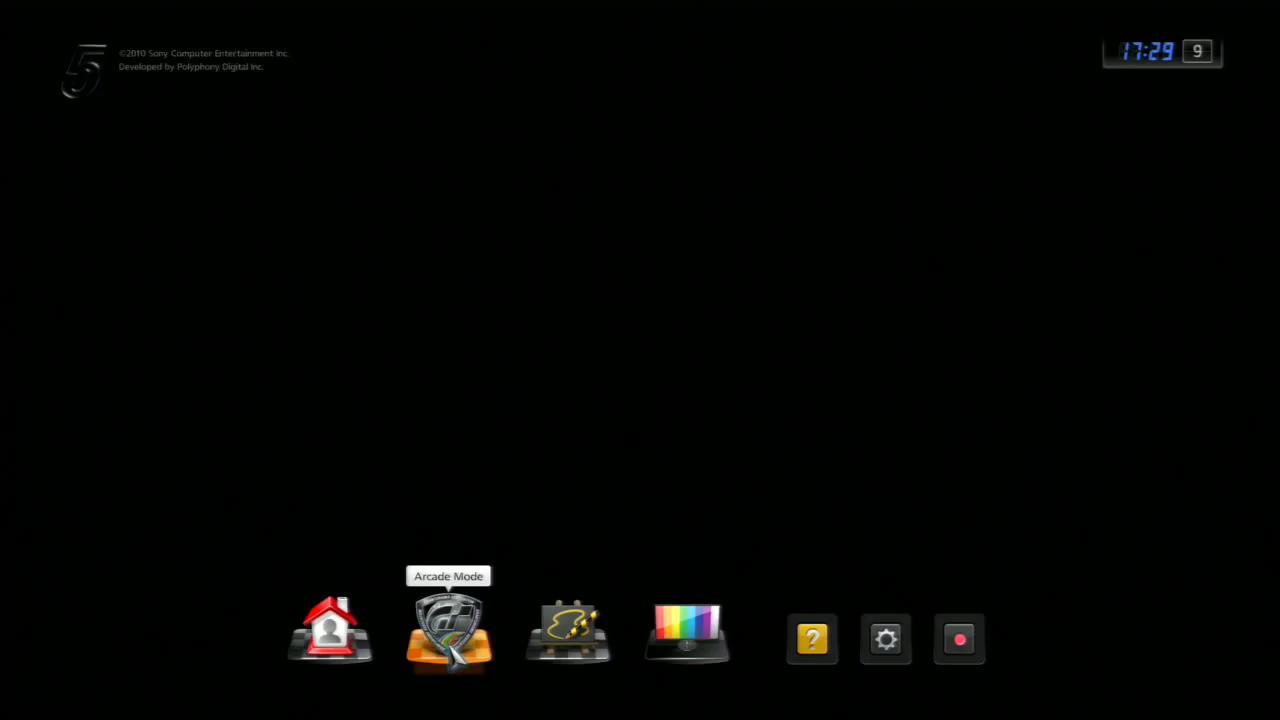 5
©2010 Sony Computer Entertainment Inc.
Developed by Polyphony Digital Inc.
17:29
9
Arcade Mode
?